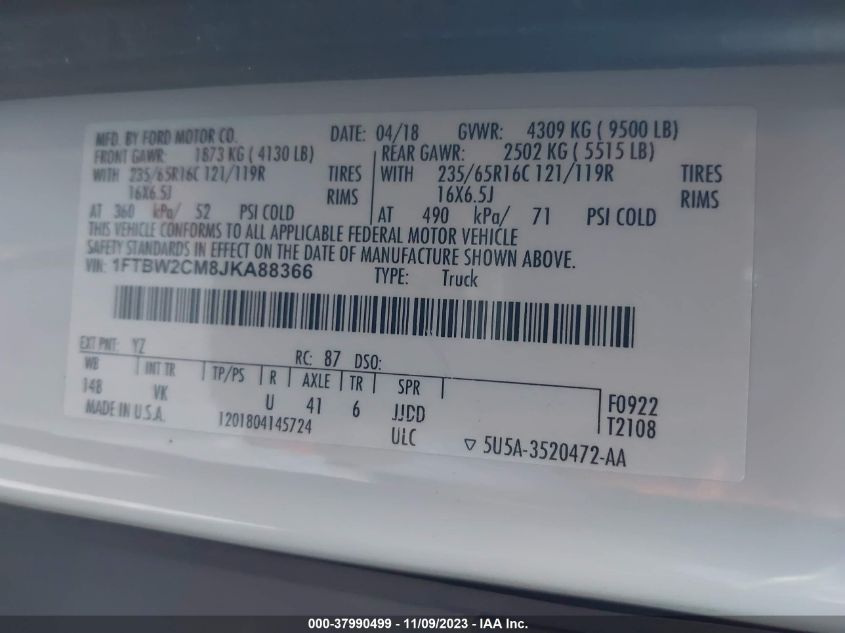 MFD. BY FORD MOTOR CO. DATE: 04/18 GVWR: 4309 KG ( 9500 LB)
FRONT GAWR: 1873 KG ( 4130 LB) REAR GAWR: 2502 KG ( 5515 LB)
WITH 235/65R16C 121/119R TIRES WITH 235/65R16C 121/119R TIRES
16X6.5J RIMS 16X6.5J RIMS
AT 360 kPa/ 52 PSI COLD AT 490 kPa/ 71 PSI COLD
THIS VEHICLE CONFORMS TO ALL APPLICABLE FEDERAL MOTOR VEHICLE
SAFETY STANDARDS IN EFFECT ON THE DATE OF MANUFACTURE SHOWN ABOVE.
VIN: 1FTBW2CM8JKA88366 TYPE: Truck
EXT PNT: YZ RC: 87 DSO:
WB INT TR TP/PS R AXLE TR SPR
148 VK U 41 6 JJDD F0922
MADE IN U.S.A. 1201804145724 ULC T2108
▽ 5U5A-3520472-AA
000-37990499 - 11/09/2023 - IAA Inc.